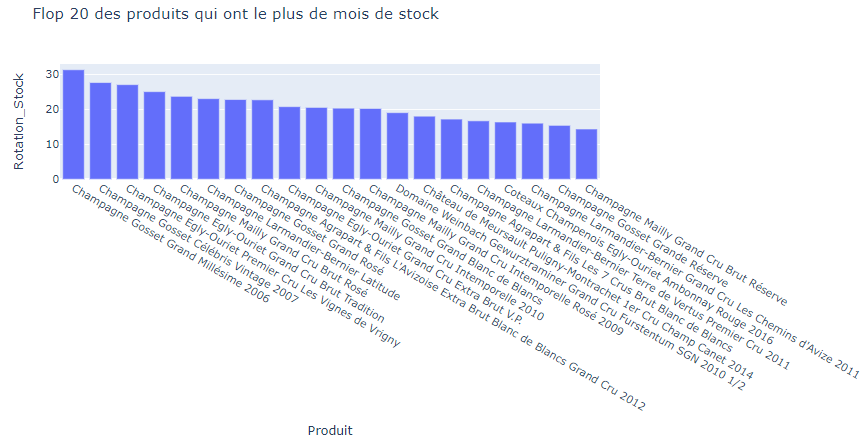 Flop 20 des produits qui ont le plus de mois de stock
Rotation_Stock
30
20
10
0
Champagne Gosset Grand Millésime 2006
Champagne Gosset Célébris Vintage 2007
Champagne Egly-Ouriet Premier Cru Les Vignes de Vrigny
Champagne Egly-Ouriet Grand Cru Brut Tradition
Champagne Mailly Grand Cru Brut Rosé
Champagne Larmandier-Bernier Latitude
Champagne Gosset Grand Rosé
Champagne Agrapart & Fils L'Avizoise Extra Brut Blanc de Blancs Grand Cru 2012
Champagne Egly-Ouriet Grand Cru Extra Brut V.P.
Champagne Mailly Grand Cru Intemporelle 2010
Champagne Gosset Grand Blanc de Blancs
Champagne Mailly Grand Cru Intemporelle Rosé 2009
Domaine Weinbach Gewurztraminer Grand Cru Furstentum SGN 2010 1/2
Château de Meursault Puligny-Montrachet 1er Cru Champ Canet 2014
Champagne Agrapart & Fils Les 7 Crus Brut Blanc de Blancs
Champagne Larmandier-Bernier Terre de Vertus Premier Cru 2011
Coteaux Champenois Egly-Ouriet Ambonnay Rouge 2016
Champagne Larmandier-Bernier Grand Cru Les Chemins d'Avize 2011
Champagne Gosset Grande Réserve
Champagne Mailly Grand Cru Brut Réserve
Produit